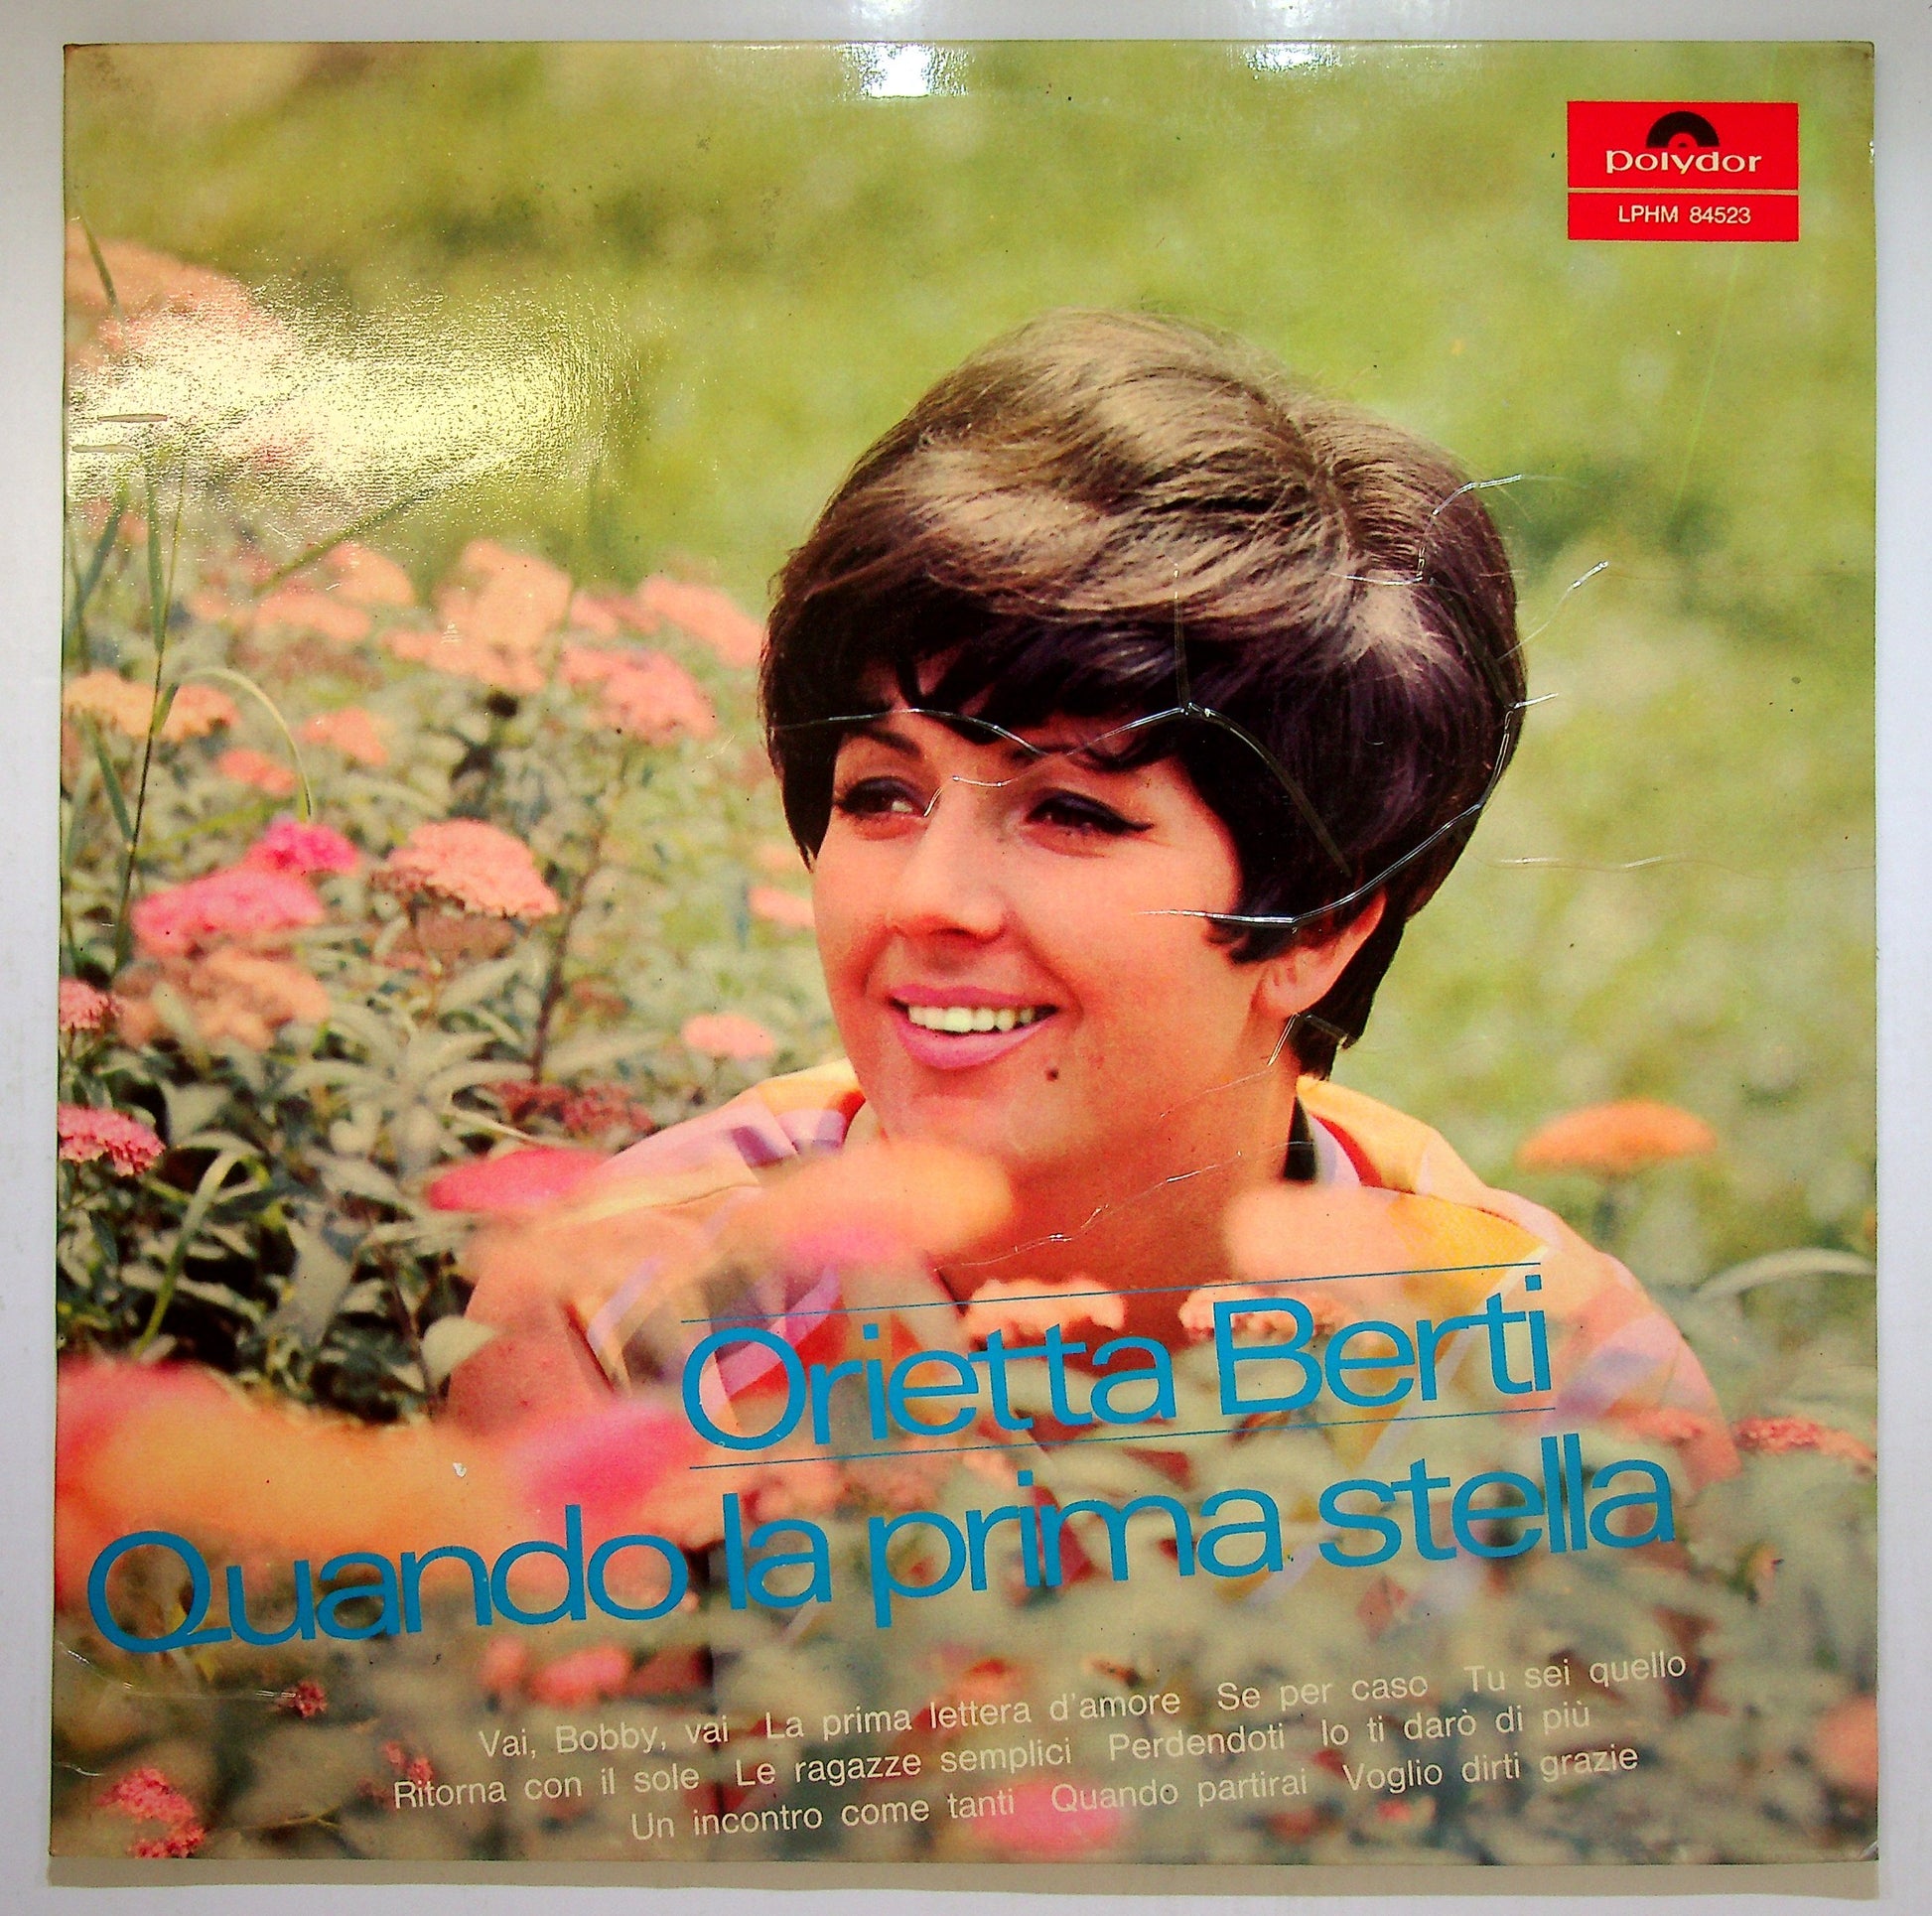 polydor
LPHM 84523
Orietta Berti
Quando la prima stella
Vai, Bobby, vai La prima lettera d'amore Se per caso Tu sei quello
Ritorna con il sole Le ragazze semplici Perdendoti Io ti darò di più
Un incontro come tanti Quando partirai Voglio dirti grazie